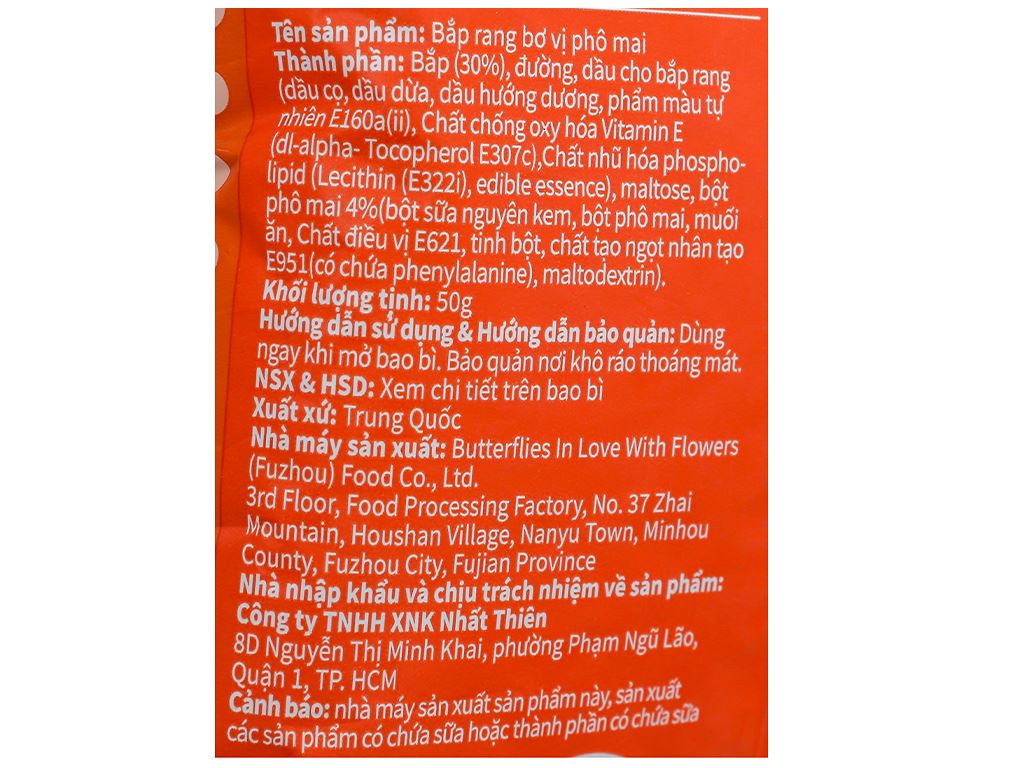 Tên sản phẩm: Bắp rang bơ vị phô mai
Thành phần: Bắp (30%), đường, dầu cho bắp rang
(dầu cọ, dầu dừa, dầu hướng dương, phẩm màu tự
nhiên E160a(ii), Chất chống oxy hóa Vitamin E
(dl-alpha- Tocopherol E307c),Chất nhũ hóa phospho-
lipid (Lecithin (E322i), edible essence), maltose, bột
phô mai 4%(bột sữa nguyên kem, bột phô mai, muối
ăn, Chất điều vị E621, tinh bột, chất tạo ngọt nhân tạo
E951(có chứa phenylalanine), maltodextrin).
Khối lượng tịnh: 50g
Hướng dẫn sử dụng & Hướng dẫn bảo quản: Dùng
ngay khi mở bao bì. Bảo quản nơi khô ráo thoáng mát.
NSX & HSD: Xem chi tiết trên bao bì
Xuất xứ: Trung Quốc
Nhà máy sản xuất: Butterflies In Love With Flowers
(Fuzhou) Food Co., Ltd.
3rd Floor, Food Processing Factory, No. 37 Zhai
Mountain, Houshan Village, Nanyu Town, Minhou
County, Fuzhou City, Fujian Province
Nhà nhập khẩu và chịu trách nhiệm về sản phẩm:
Công ty TNHH XNK Nhất Thiên
8D Nguyễn Thị Minh Khai, phường Phạm Ngũ Lão,
Quận 1, TP. HCM
Cảnh báo: nhà máy sản xuất sản phẩm này, sản xuất
các sản phẩm có chứa sữa hoặc thành phần có chứa sữa